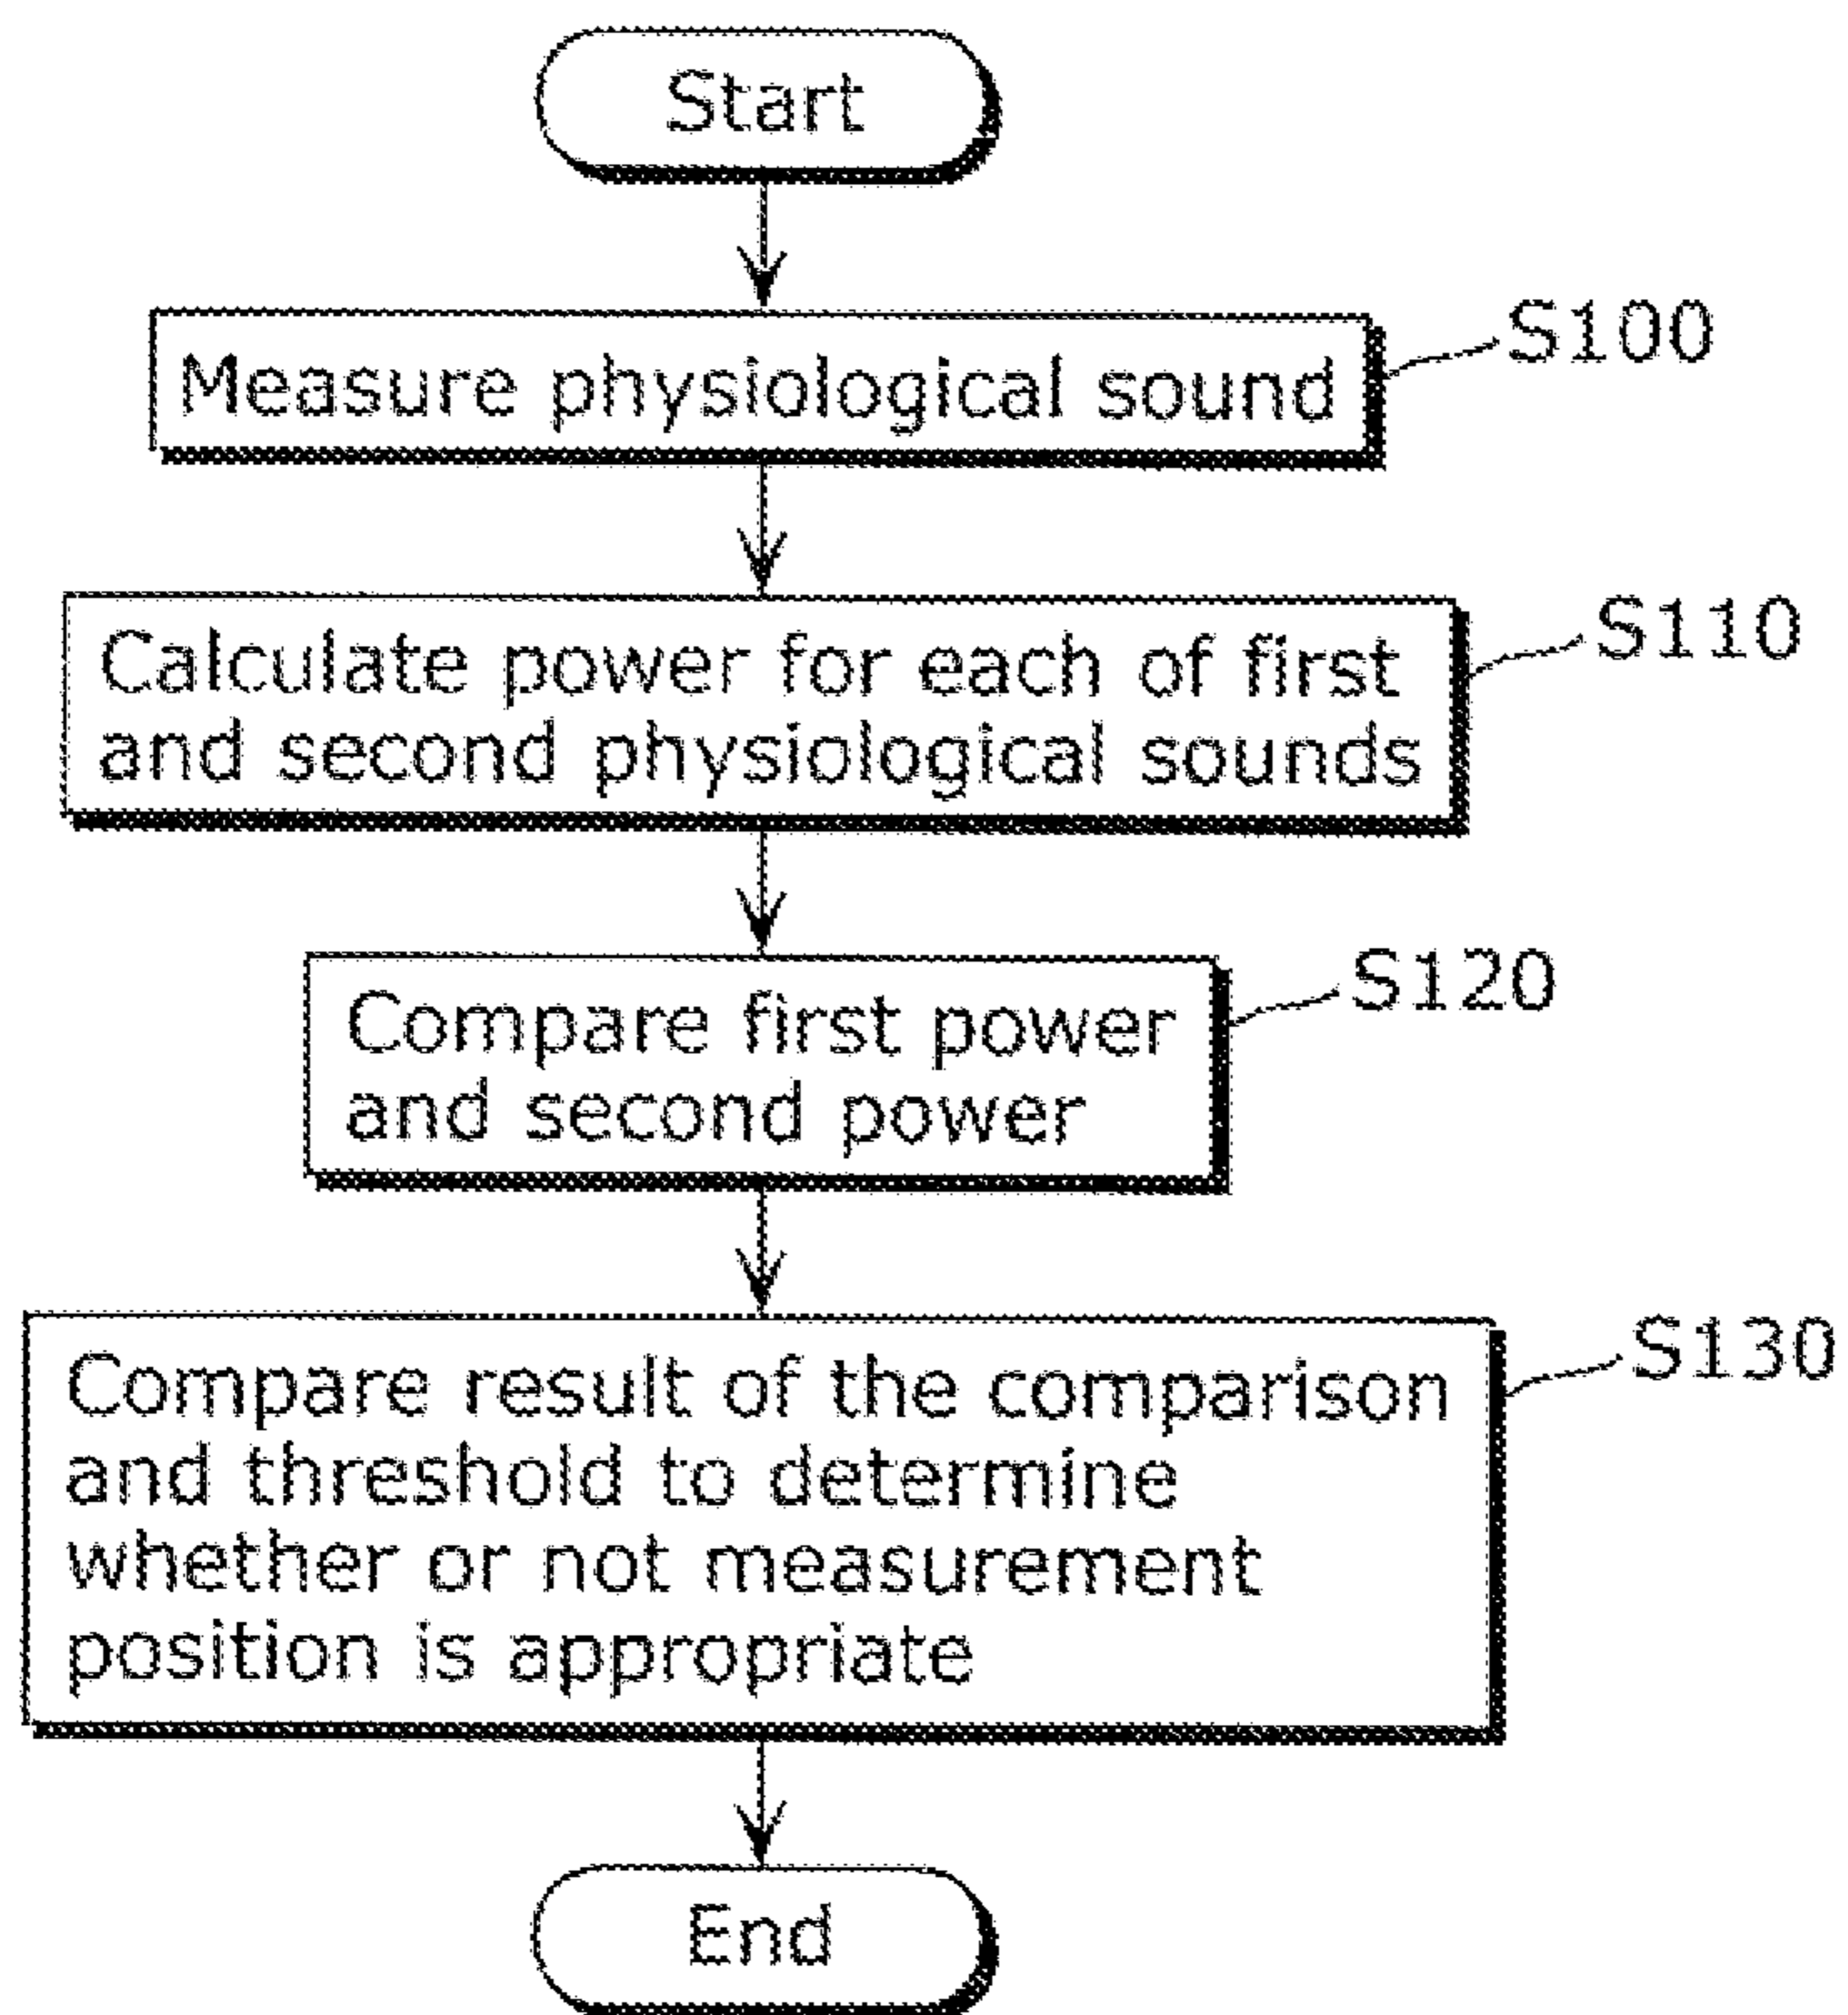 Start
Measure physiological sound
S100
Calculate power for each of first
and second physiological sounds
S110
Compare first power
and second power
S120
Compare result of the comparison
and threshold to determine
whether or not measurement
position is appropriate
S130
End